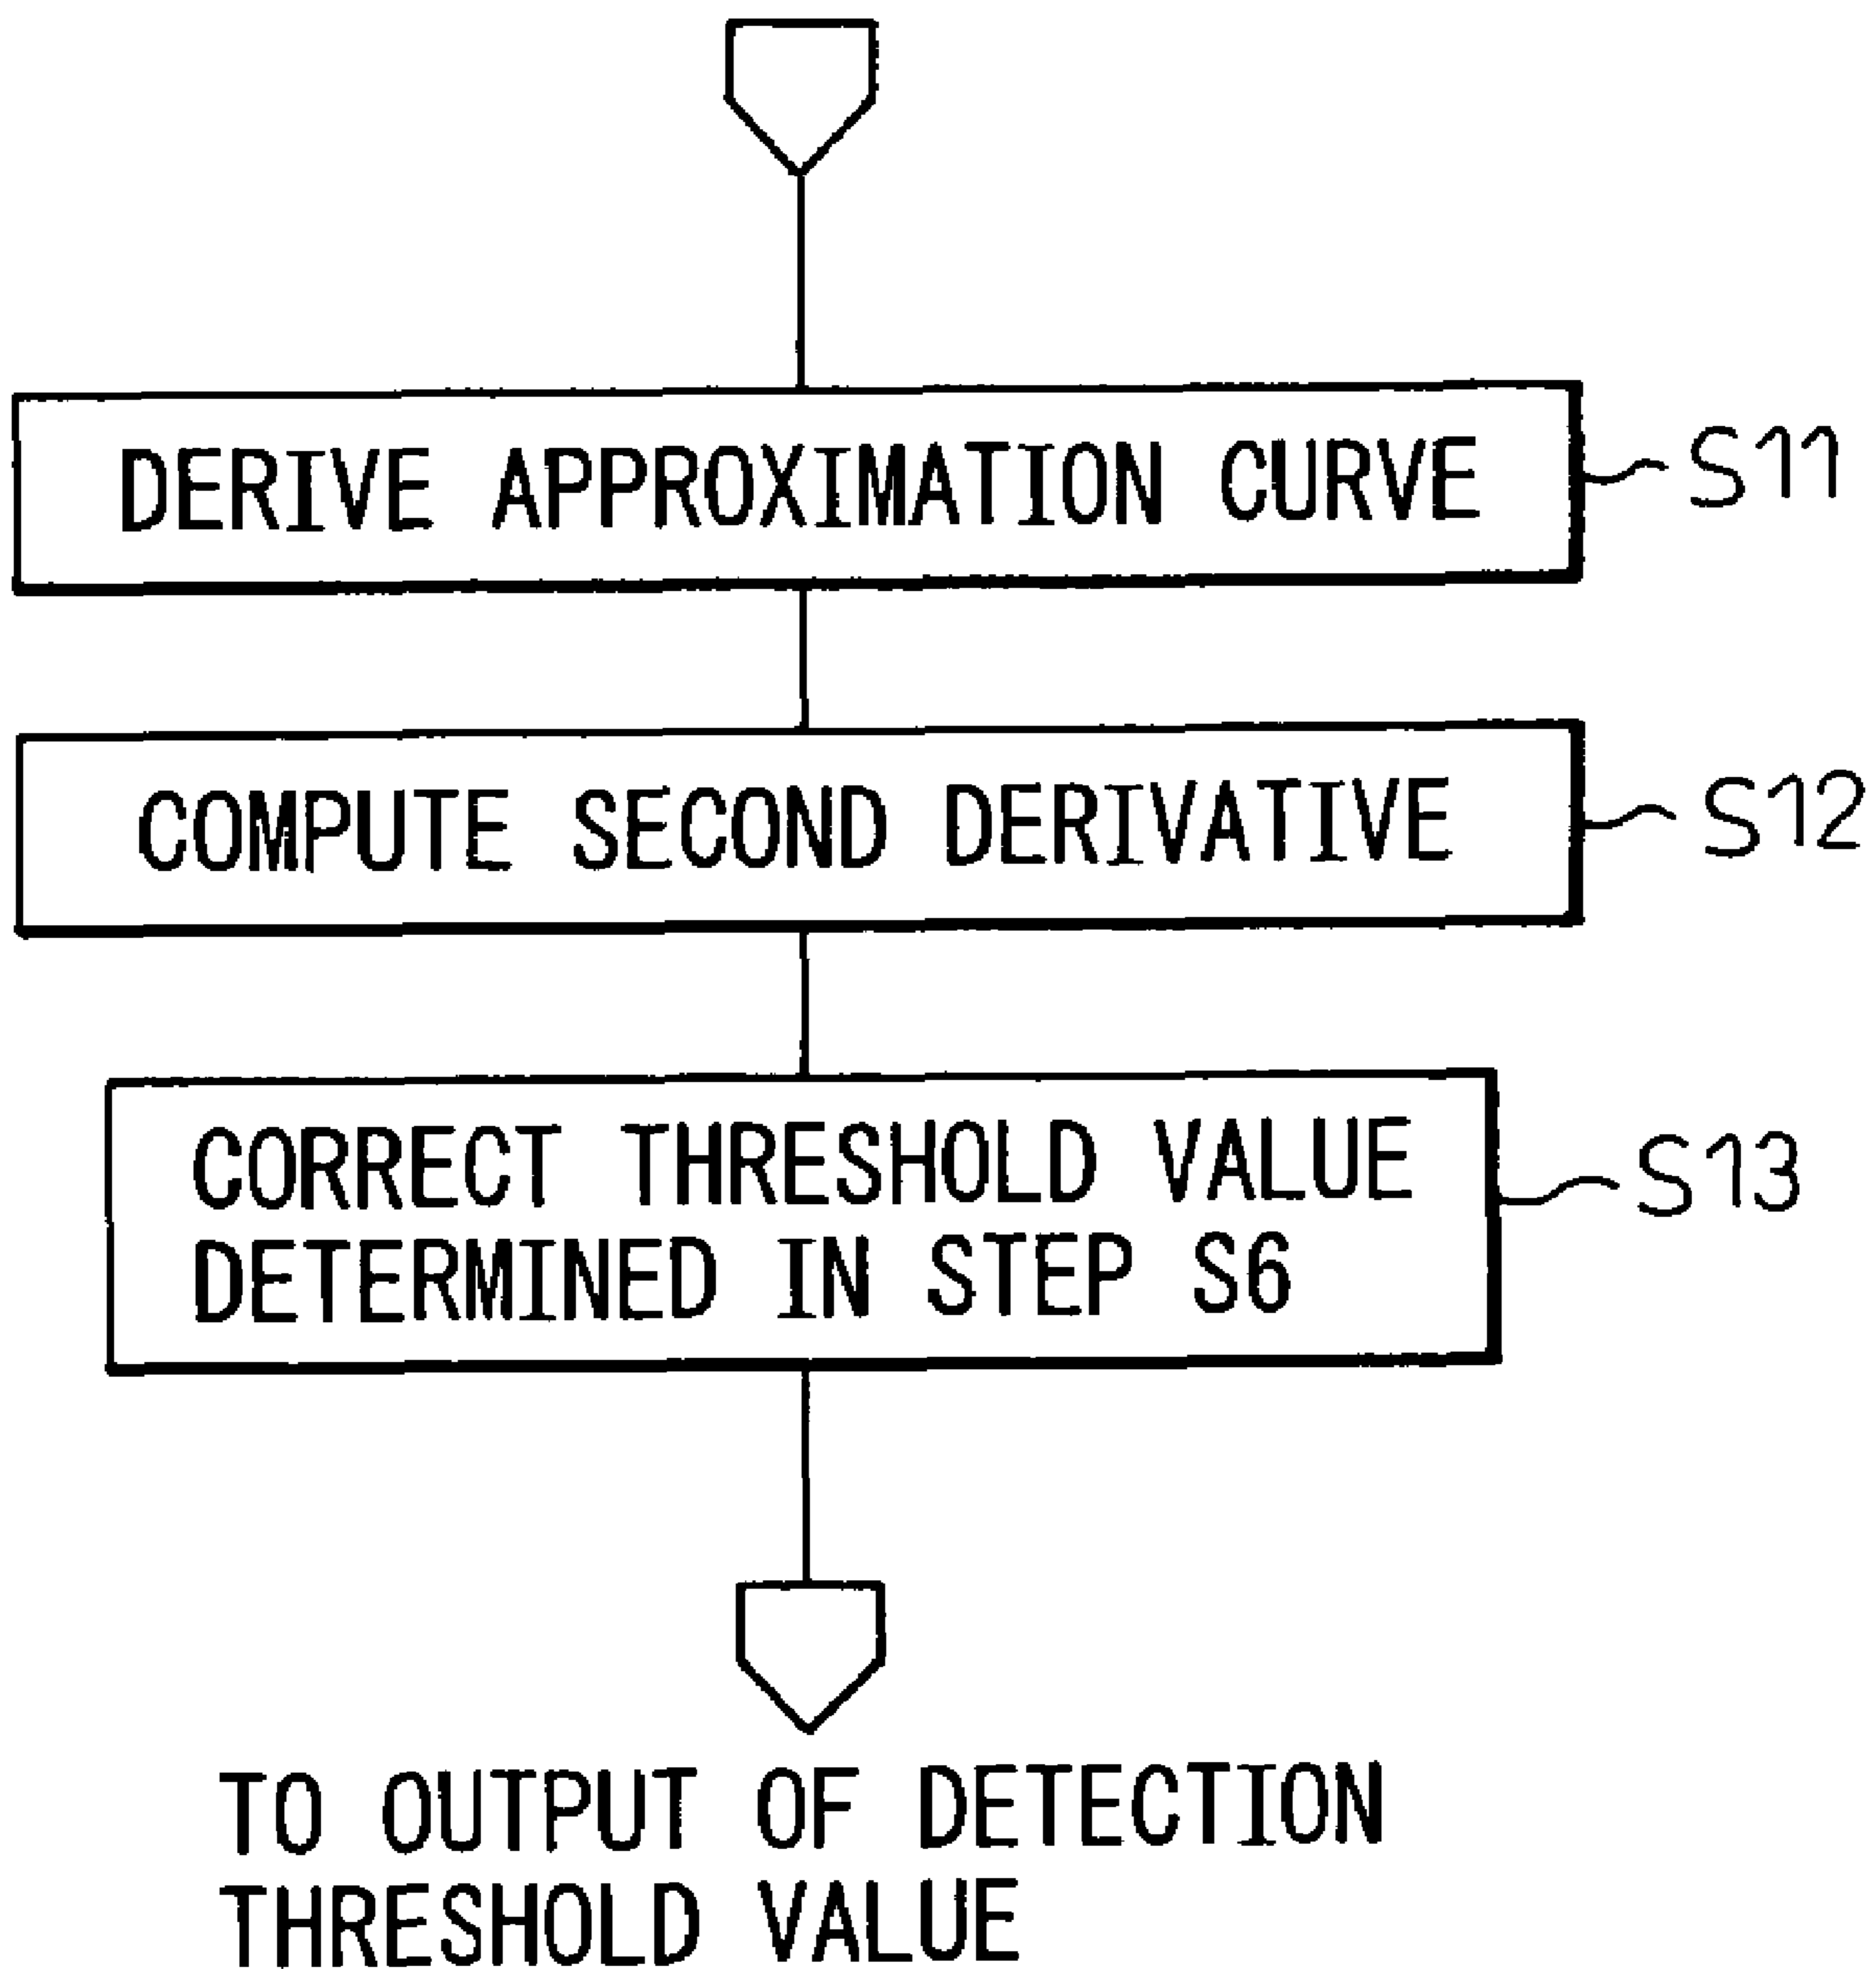 DERIVE APPROXIMATION CURVE
S11
COMPUTE SECOND DERIVATIVE
S12
CORRECT THRESHOLD VALUE
DETERMINED IN STEP S6
S13
TO OUTPUT OF DETECTION
THRESHOLD VALUE